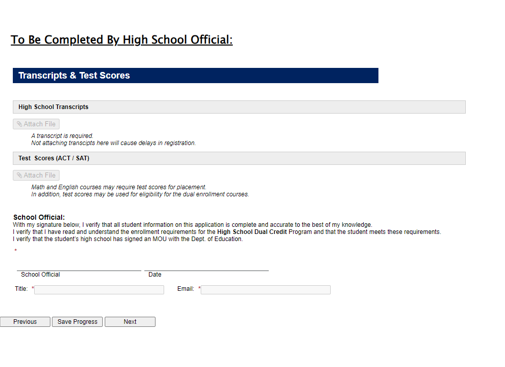 To Be Completed By High School Official:
Transcripts & Test Scores
High School Transcripts
Attach File
A transcript is required.
Not attaching transcipts here will cause delays in registration.
Test Scores (ACT / SAT)
Attach File
Math and English courses may require test scores for placement.
In addition, test scores may be used for eligibility for the dual enrollment courses.
School Official:
With my signature below, I verify that all student information on this application is complete and accurate to the best of my knowledge.
I verify that I have read and understand the enrollment requirements for the High School Dual Credit Program and that the student meets these requirements.
I verify that the student's high school has signed an MOU with the Dept. of Education.
*
School Official Date
Title: * Email: *
Previous Save Progress Next